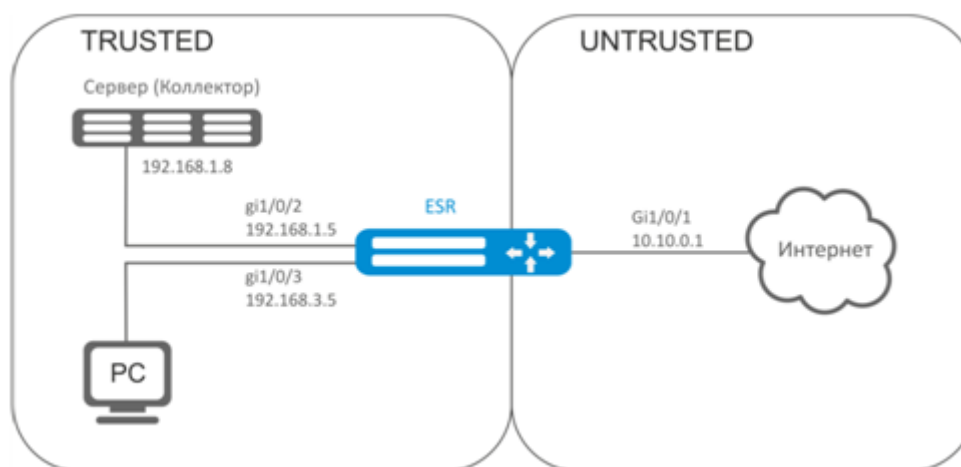 TRUSTED
UNTRUSTED
Сервер (Коллектор)
192.168.1.8
gi1/0/2
192.168.1.5
ESR
Gi1/0/1
10.10.0.1
Интернет
gi1/0/3
192.168.3.5
PC